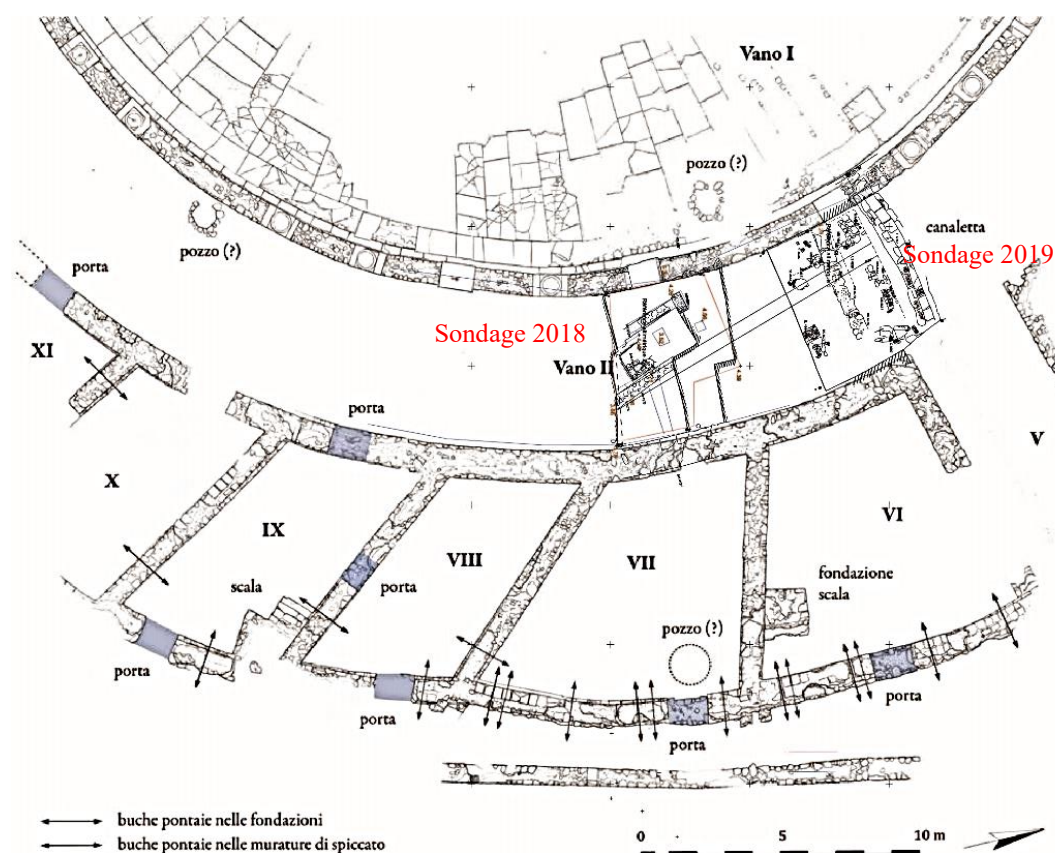 Vano I
pozzo (?)
canaletta
pozzo (?)
Sondage 2019
porta
Sondage 2018
XI
Vano II
porta
V
X
IX
VIII
VII
VI
scala
porta
fondazione
scala
pozzo (?)
porta
porta
porta
porta
buche pontaie nelle fondazioni
buche pontaie nelle murature di spiccato
0 5 10 m